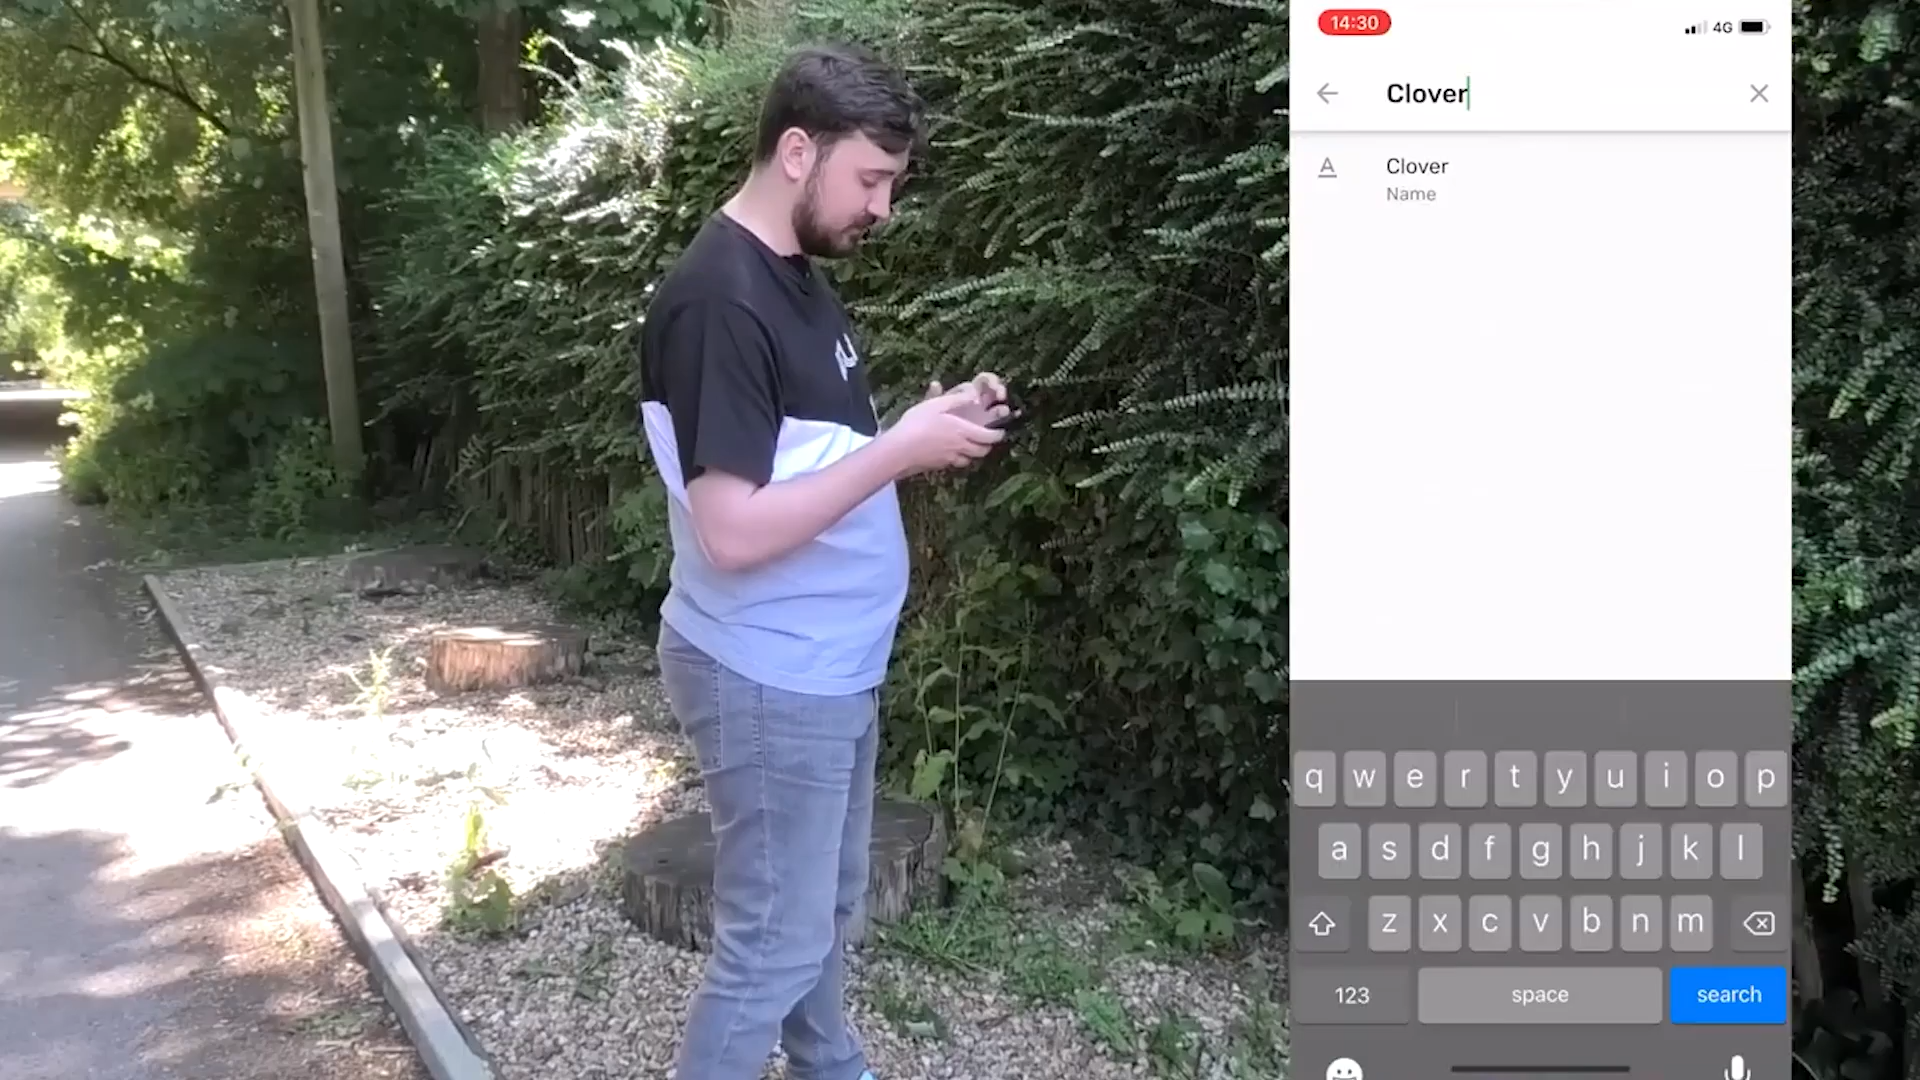 14:30
4G
Clover
Clover
Name
q w e r t y u i o p
a s d f g h j k l
z x c v b n m
123 space search